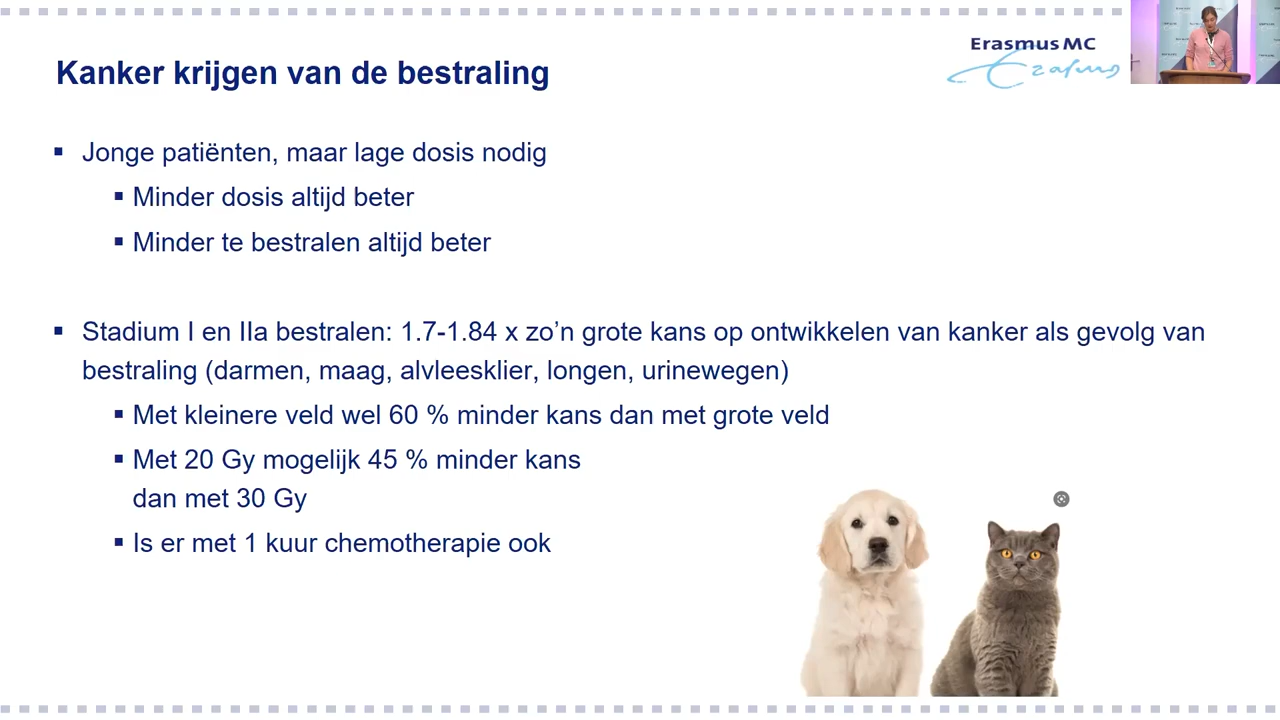 Erasmus MC
Erasmus
Kanker krijgen van de bestraling
Jonge patiënten, maar lage dosis nodig
Minder dosis altijd beter
Minder te bestralen altijd beter
Stadium I en IIa bestralen: 1.7-1.84 x zo’n grote kans op ontwikkelen van kanker als gevolg van
bestraling (darmen, maag, alvleesklier, longen, urinewegen)
Met kleinere veld wel 60 % minder kans dan met grote veld
Met 20 Gy mogelijk 45 % minder kans
dan met 30 Gy
Is er met 1 kuur chemotherapie ook